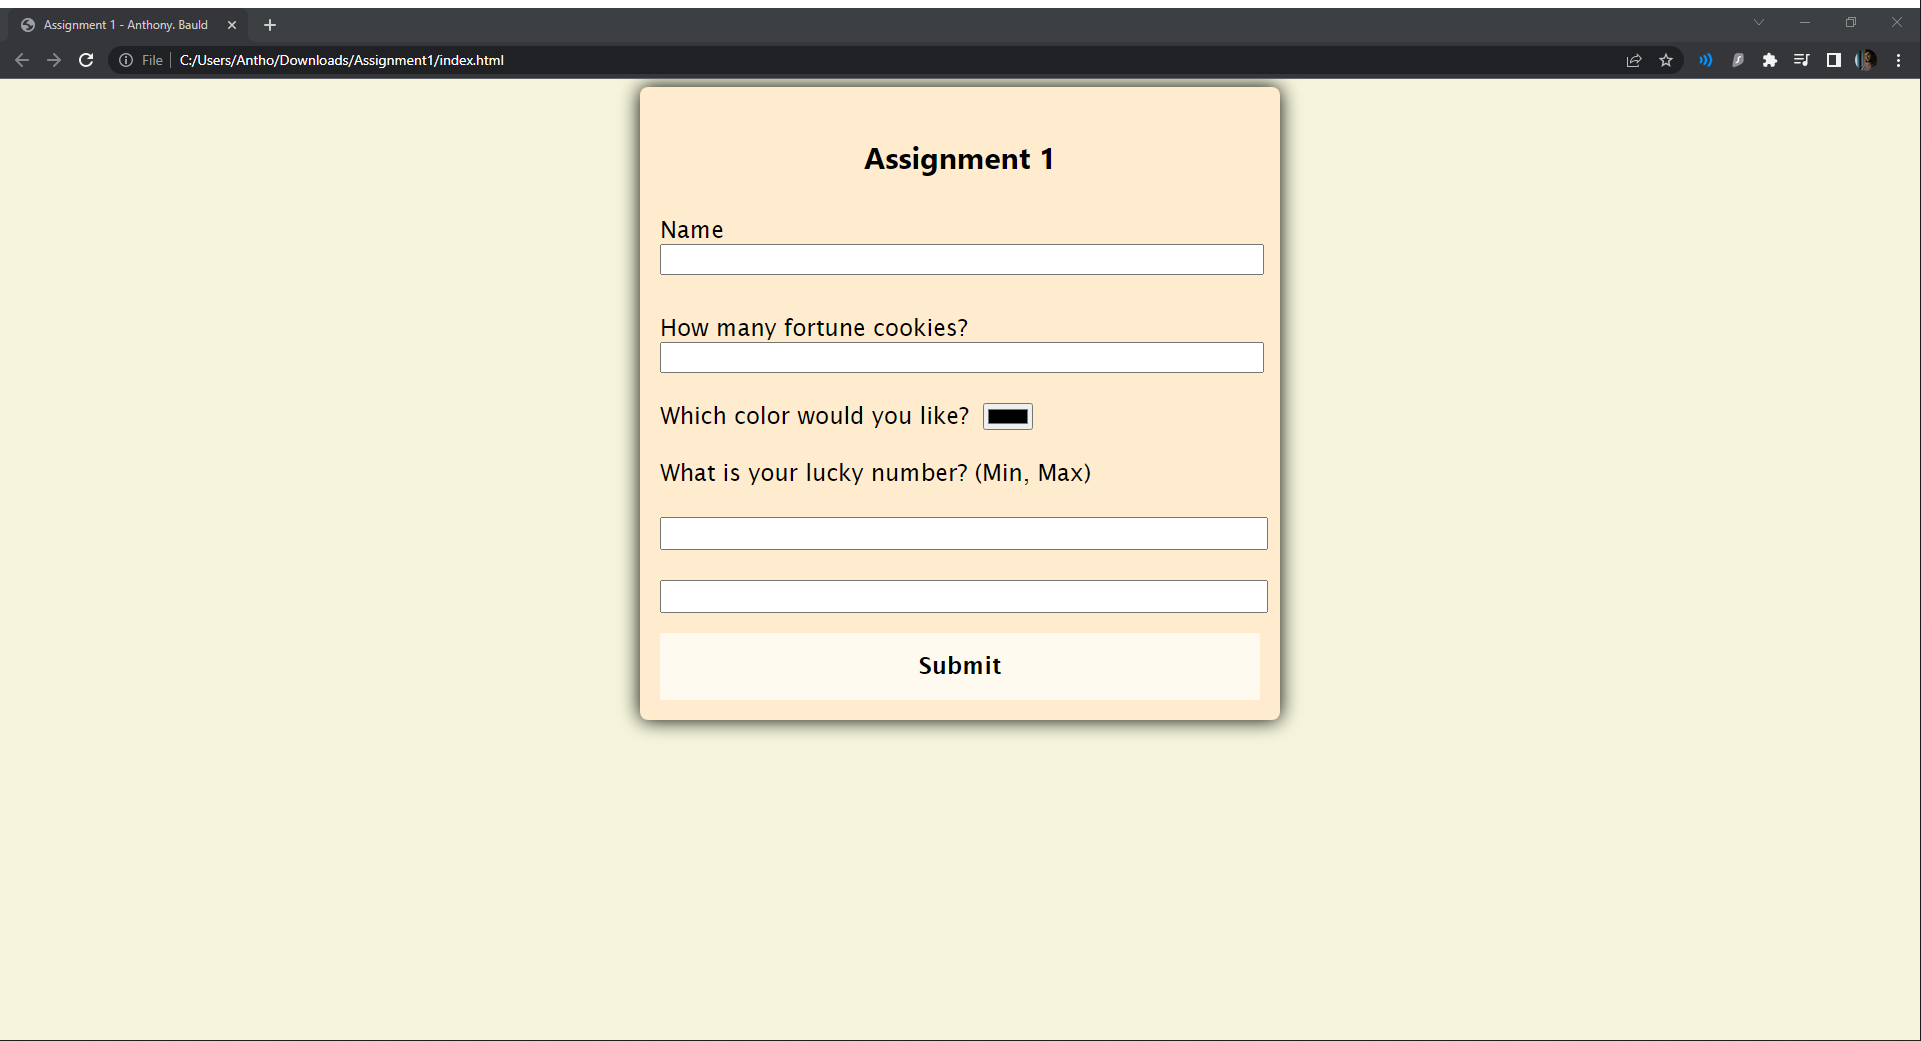 Assignment 1 - Anthony. Bauld
File
C:/Users/Antho/Downloads/Assignment1/index.html
Assignment 1
Name
How many fortune cookies?
Which color would you like?
What is your lucky number? (Min, Max)
Submit